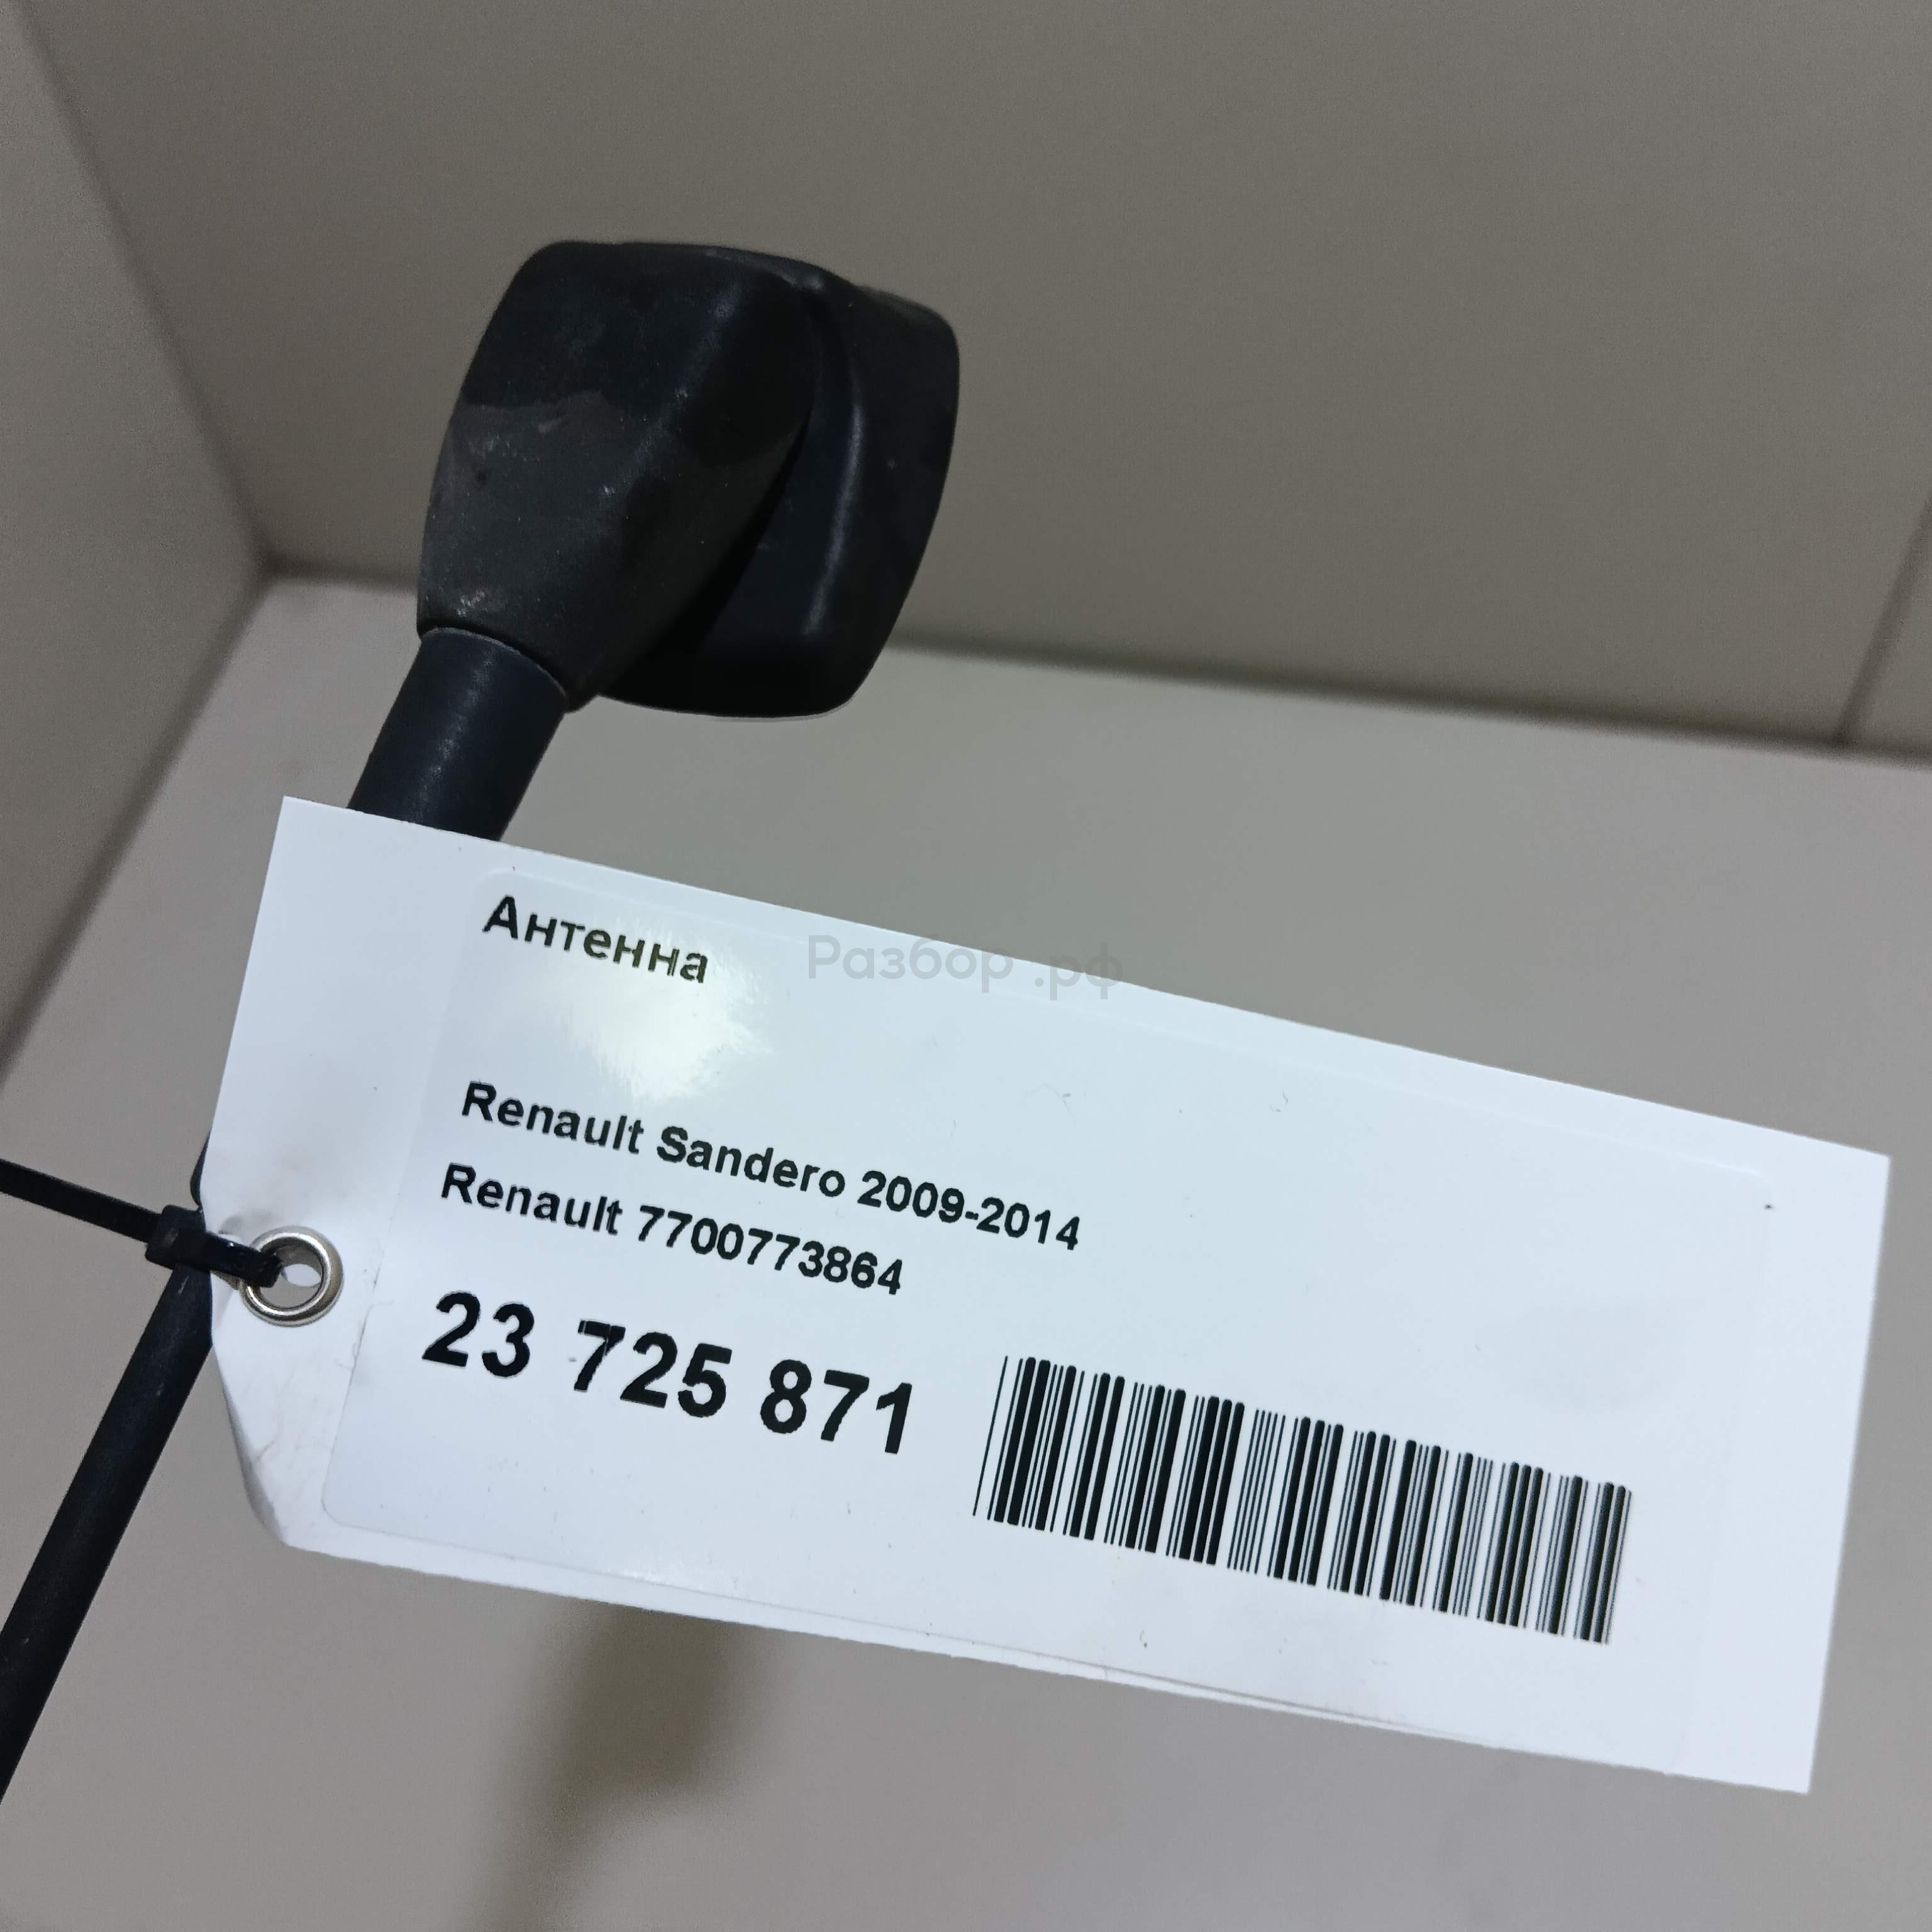 Антенна
Разбор.рф
Renault Sandero 2009-2014
Renault 7700773864
23 725 871